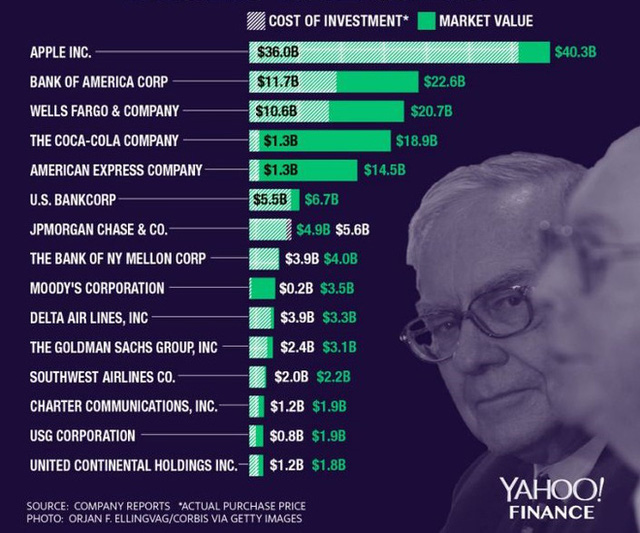 COST OF INVESTMENT* MARKET VALUE
APPLE INC. $36.0B $40.3B
BANK OF AMERICA CORP $11.7B $22.6B
WELLS FARGO & COMPANY $10.6B $20.7B
THE COCA-COLA COMPANY $1.3B $18.9B
AMERICAN EXPRESS COMPANY $1.3B $14.5B
U.S. BANKCORP $5.5B $6.7B
JPMORGAN CHASE & CO. $4.9B $5.6B
THE BANK OF NY MELLON CORP $3.9B $4.0B
MOODY'S CORPORATION $0.2B $3.5B
DELTA AIR LINES, INC $3.9B $3.3B
THE GOLDMAN SACHS GROUP, INC $2.4B $3.1B
SOUTHWEST AIRLINES CO. $2.0B $2.2B
CHARTER COMMUNICATIONS, INC. $1.2B $1.9B
USG CORPORATION $0.8B $1.9B
UNITED CONTINENTAL HOLDINGS INC. $1.2B $1.8B
SOURCE: COMPANY REPORTS *ACTUAL PURCHASE PRICE
PHOTO: ORJAN F. ELLINGVAG/CORBIS VIA GETTY IMAGES
YAHOO!
FINANCE